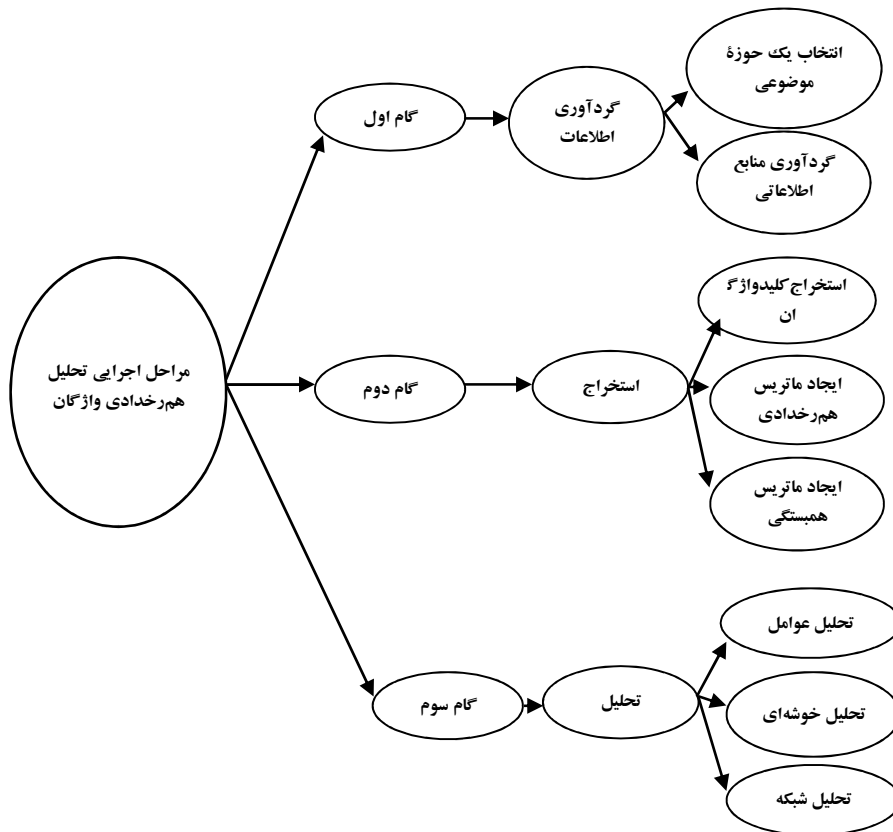 مراحل اجرایی تحلیل
هم‌رخدادی واژگان
گام اول
گردآوری
اطلاعات
انتخاب یک حوزۀ
موضوعی
گردآوری منابع
اطلاعاتی
گام دوم
استخراج
استخراج کلیدواژگ
ان
ایجاد ماتریس
هم‌رخدادی
ایجاد ماتریس
همبستگی
گام سوم
تحلیل
تحلیل عوامل
تحلیل خوشه‌ای
تحلیل شبکه